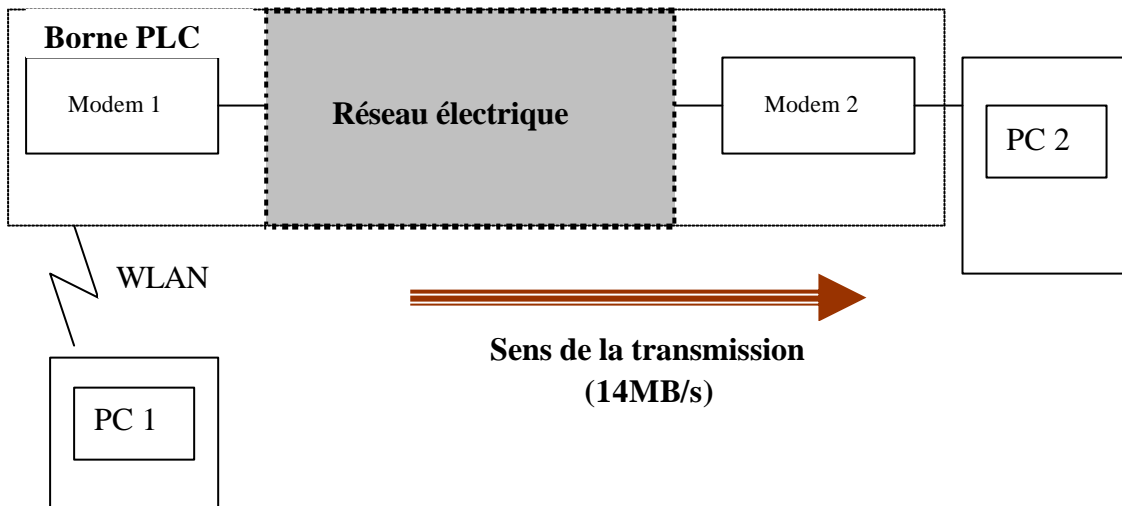 Borne PLC
Modem 1
Réseau électrique
Modem 2
PC 2
WLAN
Sens de la transmission
(14MB/s)
PC 1